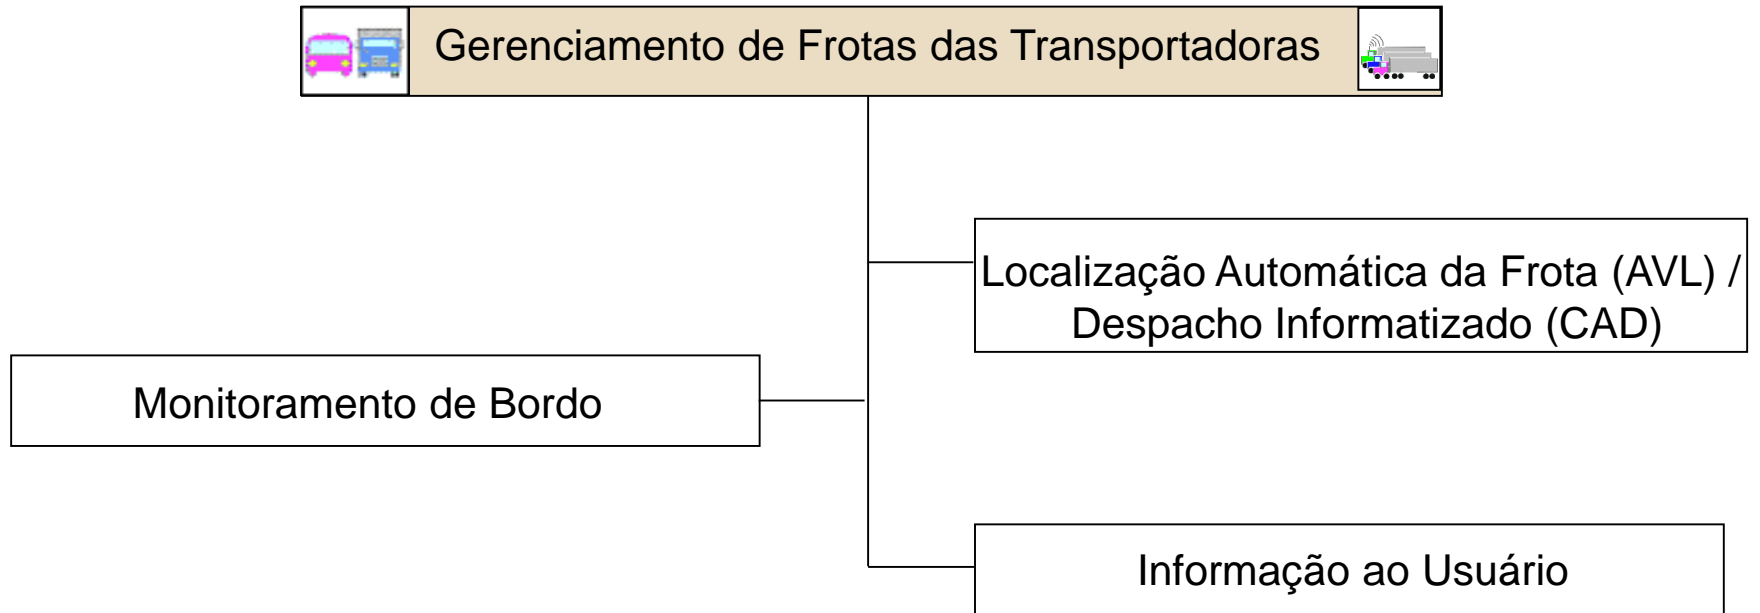 Gerenciamento de Frotas das Transportadoras
Localização Automática da Frota (AVL) /
Despacho Informatizado (CAD)
Monitoramento de Bordo
Informação ao Usuário